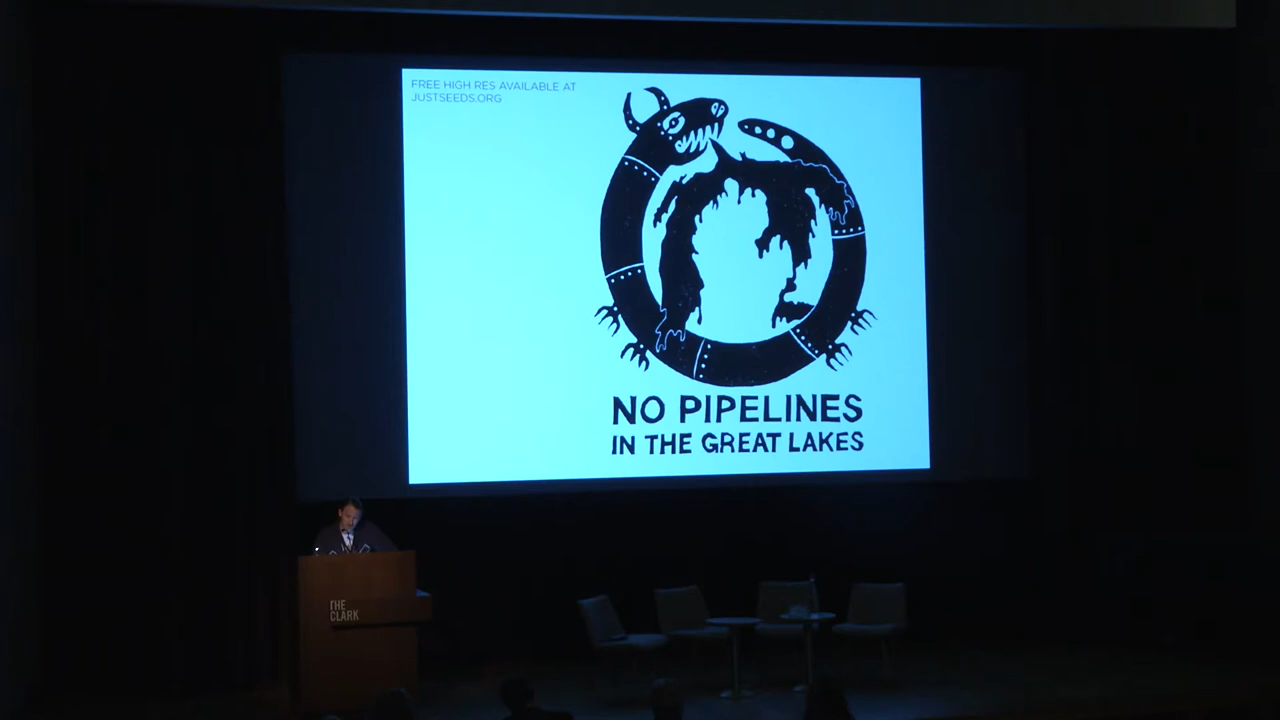 FREE HIGH RES AVAILABLE AT
JUSTSEEDS.ORG
NO PIPELINES
IN THE GREAT LAKES
THE
CLARK